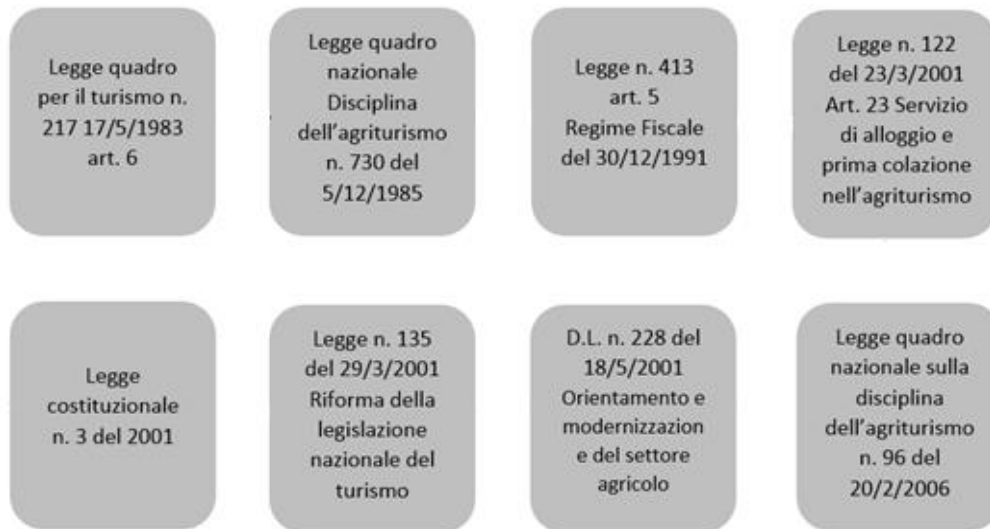 Legge quadro
per il turismo n.
217 17/5/1983
art. 6
Legge quadro
nazionale
Disciplina
dell'agriturismo
n. 730 del
5/12/1985
Legge n. 413
art. 5
Regime Fiscale
del 30/12/1991
Legge n. 122
del 23/3/2001
Art. 23 Servizio
di alloggio e
prima colazione
nell'agriturismo
Legge
costituzionale
n. 3 del 2001
Legge n. 135
del 29/3/2001
Riforma della
legislazione
nazionale del
turismo
D.L. n. 228 del
18/5/2001
Orientamento e
modernizzazion
e del settore
agricolo
Legge quadro
nazionale sulla
disciplina
dell'agriturismo
n. 96 del
20/2/2006